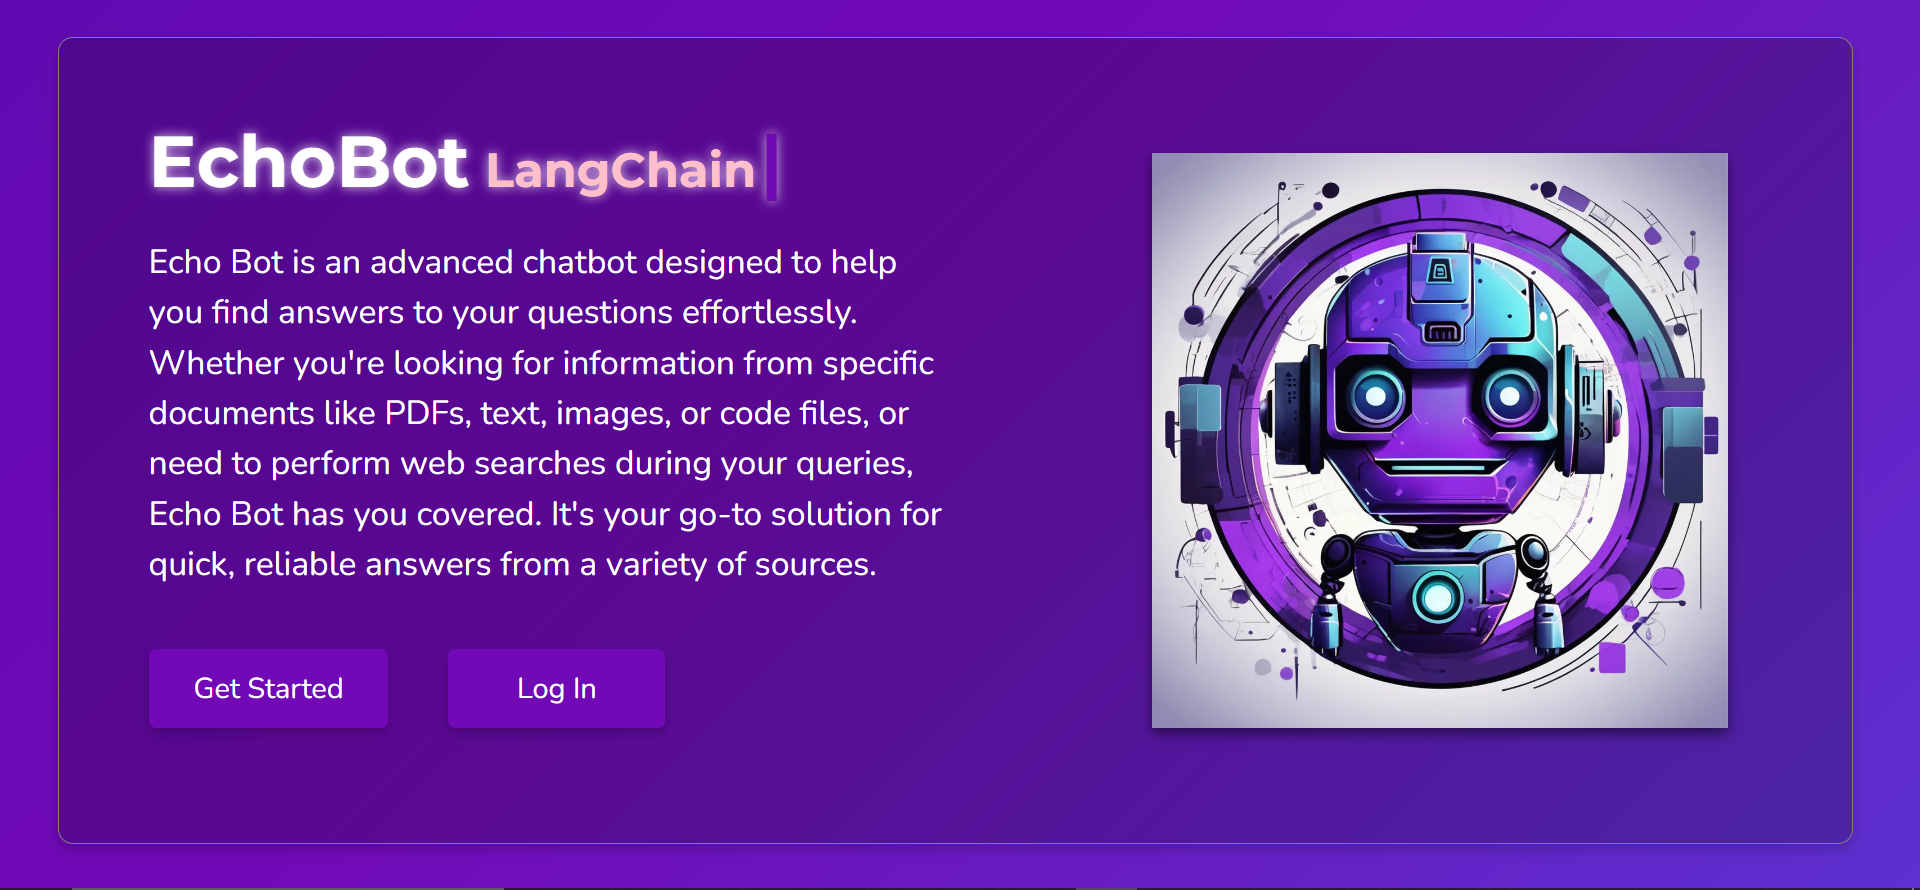 EchoBot LangChain
Echo Bot is an advanced chatbot designed to help
you find answers to your questions effortlessly.
Whether you're looking for information from specific
documents like PDFs, text, images, or code files, or
need to perform web searches during your queries,
Echo Bot has you covered. It's your go-to solution for
quick, reliable answers from a variety of sources.
Get Started
Log In